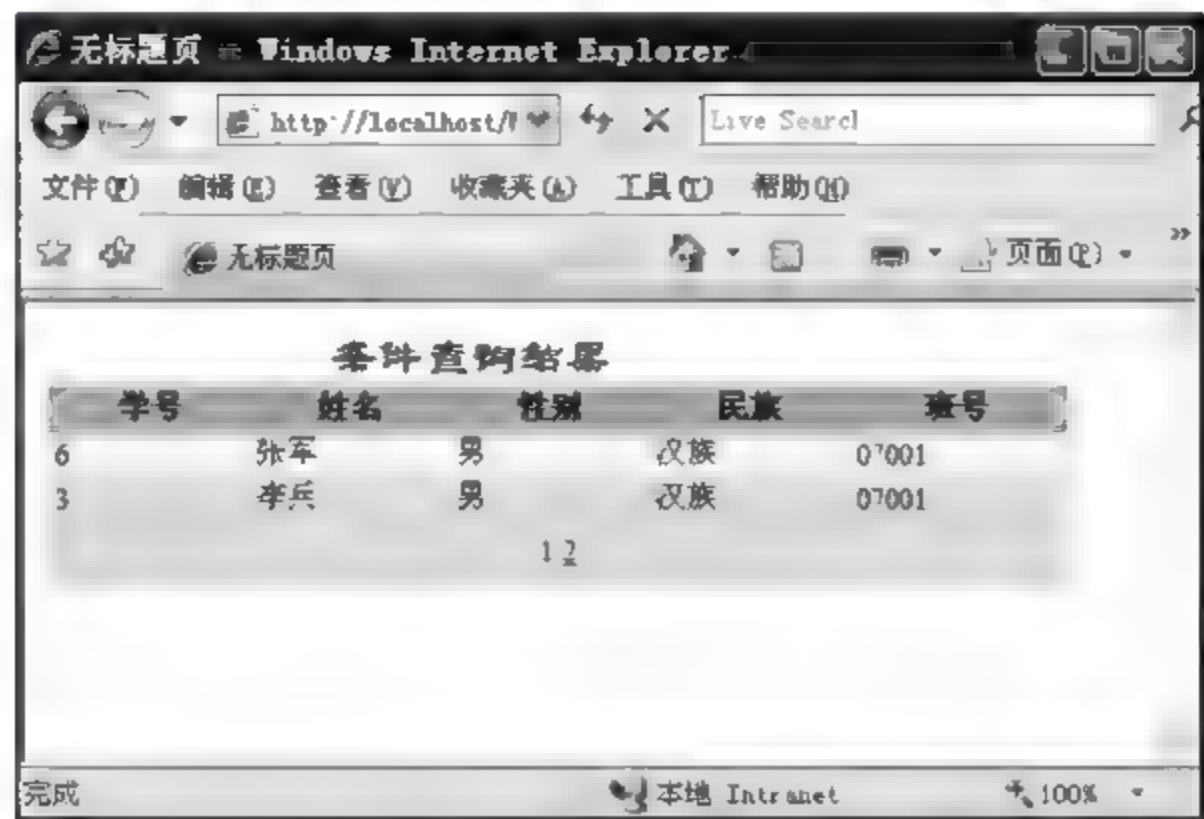 无标题页 - Windows Internet Explorer
http://localhost/ Live Searcl
文件(F) 编辑(E) 查看(V) 收藏夹(A) 工具(T) 帮助(H)
无标题页 页面(P) »
条件查询结果
学号 姓名 性别 民族 班号
6 张军 男 汉族 07001
3 李兵 男 汉族 07001
1 2
完成 本地 Intranet 100%